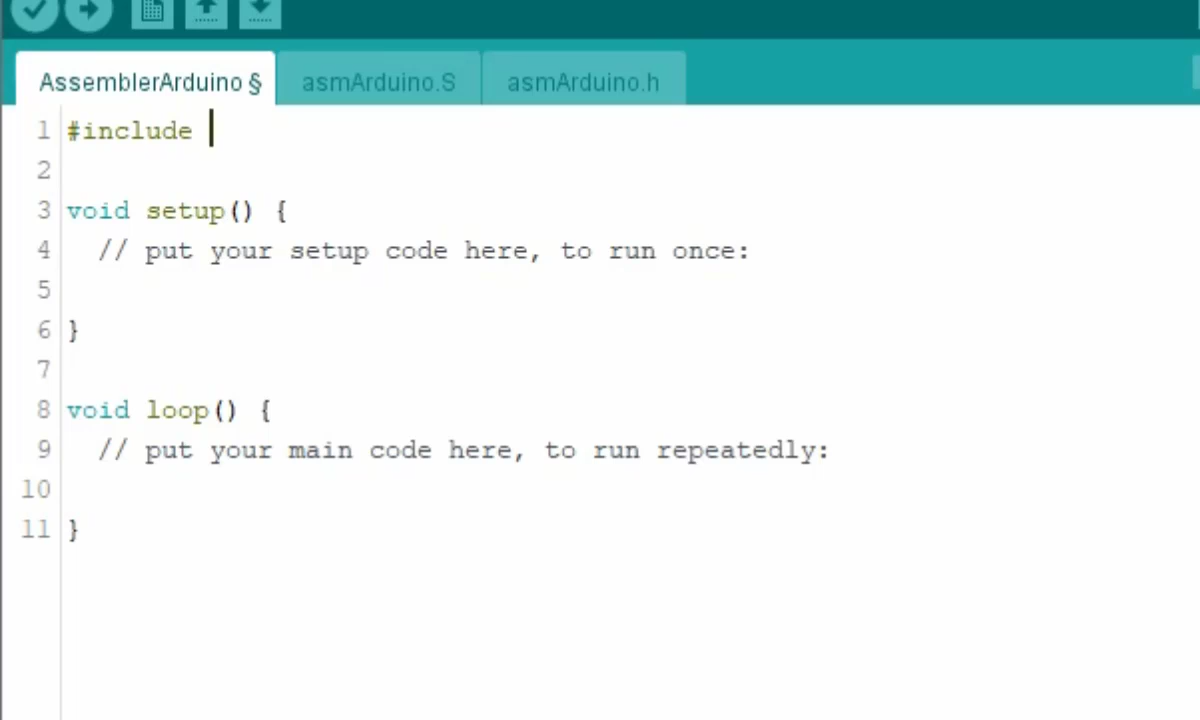 AssemblerArduino § asmArduino.S asmArduino.h
1 #include
2
3 void setup() {
4 // put your setup code here, to run once:
5
6 }
7
8 void loop() {
9 // put your main code here, to run repeatedly:
10
11 }